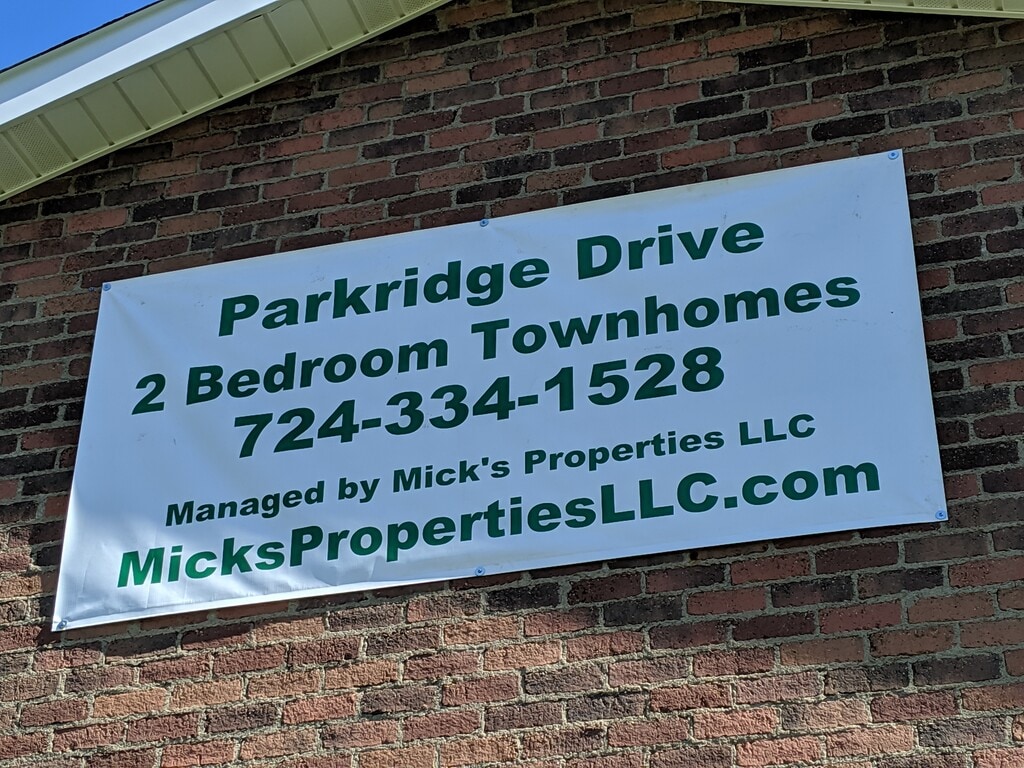 Parkridge Drive
2 Bedroom Townhomes
724-334-1528
Managed by Mick's Properties LLC
MicksPropertiesLLC.com